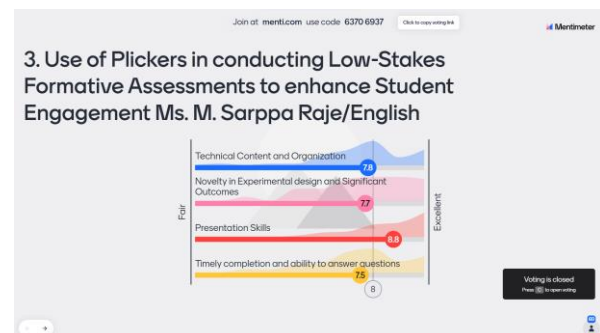 Join at menti.com use code 6370 6937
Click to copy voting link
Mentimeter
3. Use of Plickers in conducting Low-Stakes
Formative Assessments to enhance Student
Engagement Ms. M. Sarppa Raje/English
Technical Content and Organization
7.8
Novelty in Experimental design and Significant
Outcomes
7.7
Fair
Excellent
Presentation Skills
8.8
Timely completion and ability to answer questions
7.5
8
Voting is closed
Press to open voting